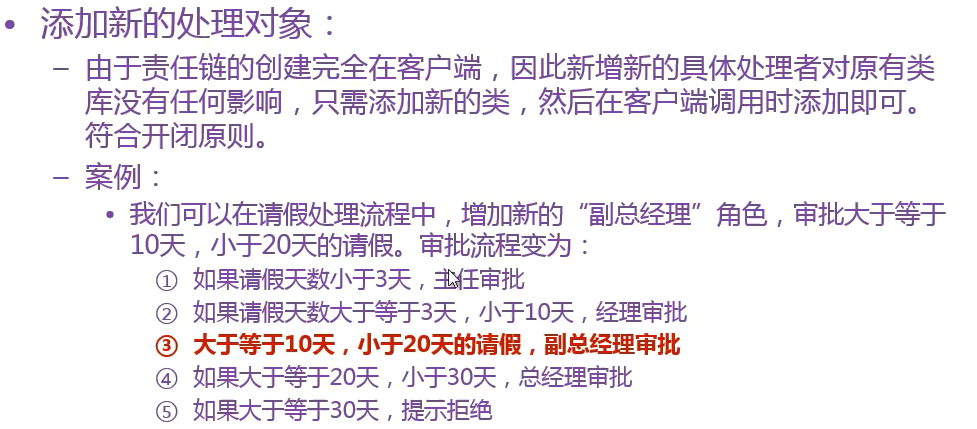 • 添加新的处理对象：
– 由于责任链的创建完全在客户端，因此新增新的具体处理者对原有类
库没有任何影响，只需添加新的类，然后在客户端调用时添加即可。
符合开闭原则。
– 案例：
• 我们可以在请假处理流程中，增加新的“副总经理”角色，审批大于等于
10天，小于20天的请假。审批流程变为：
① 如果请假天数小于3天，主任审批
② 如果请假天数大于等于3天，小于10天，经理审批
③ 大于等于10天，小于20天的请假，副总经理审批
④ 如果大于等于20天，小于30天，总经理审批
⑤ 如果大于等于30天，提示拒绝